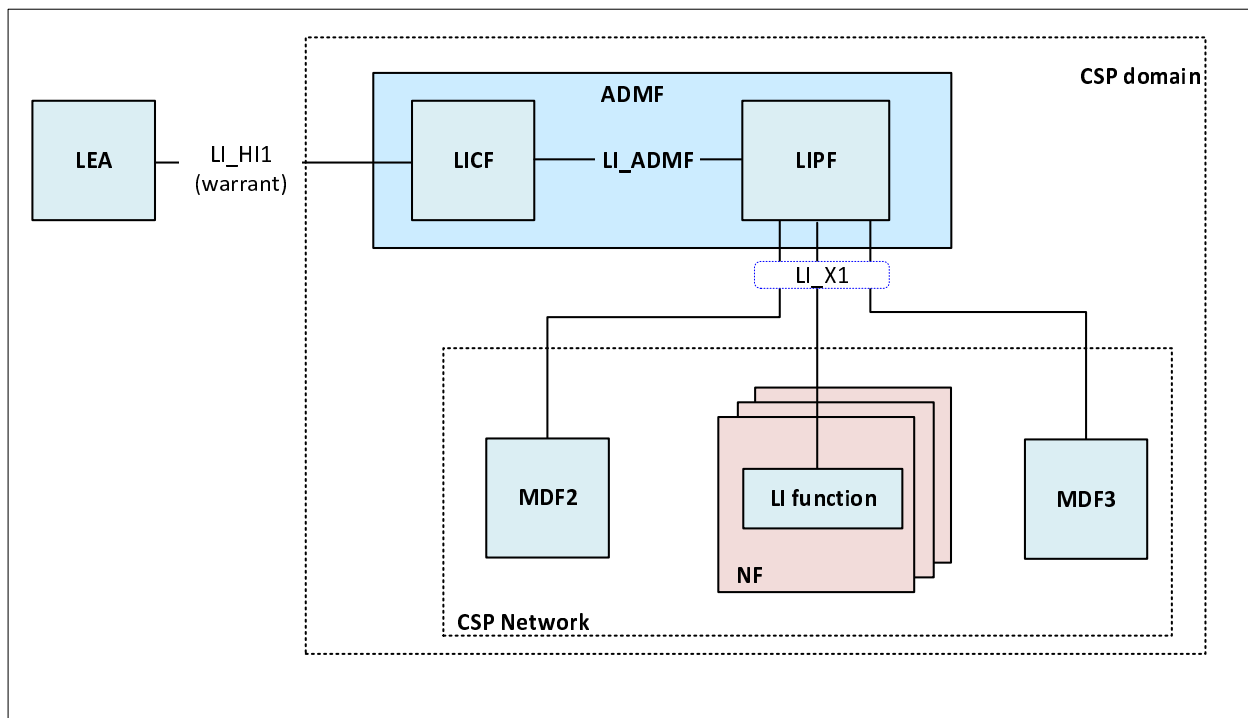 CSP domain
ADMF
LEA
LI_HI1
(warrant)
LICF
LI_ADMF
LIPF
LI_X1
MDF2
LI function
MDF3
NF
CSP Network